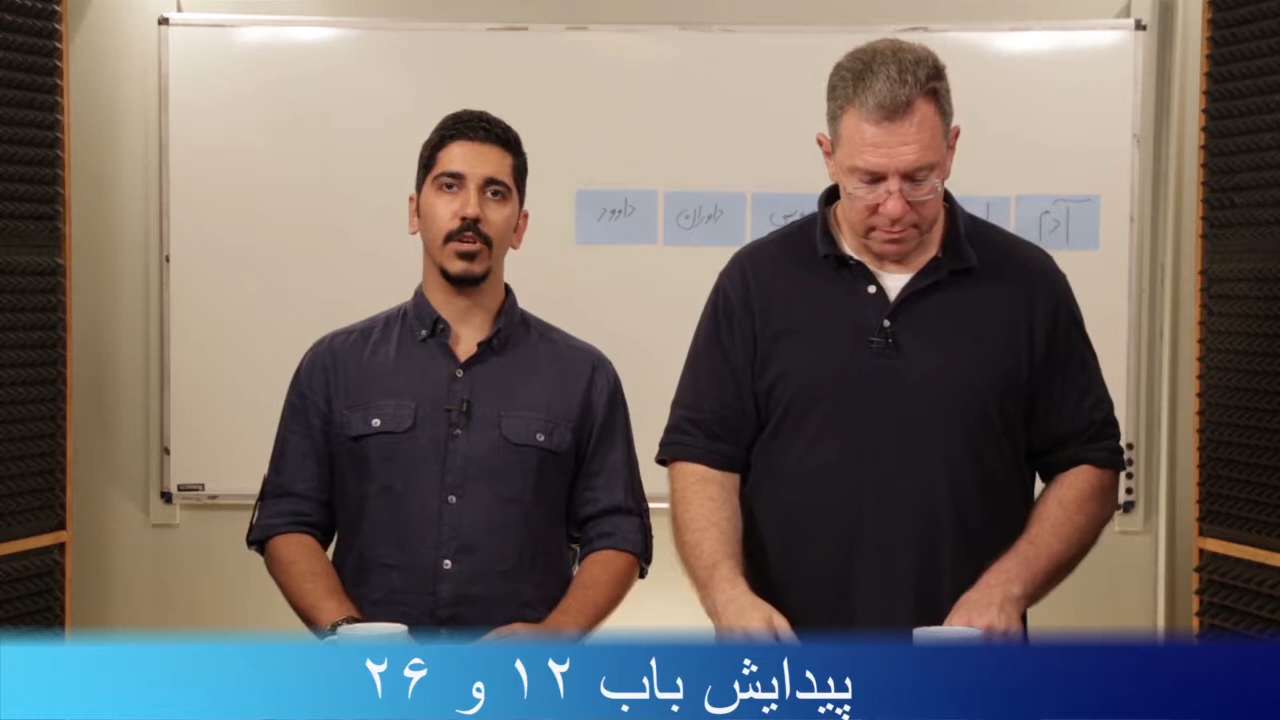 آدم
داوران
داوود
پیدایش باب ۱۲ و ۲۶